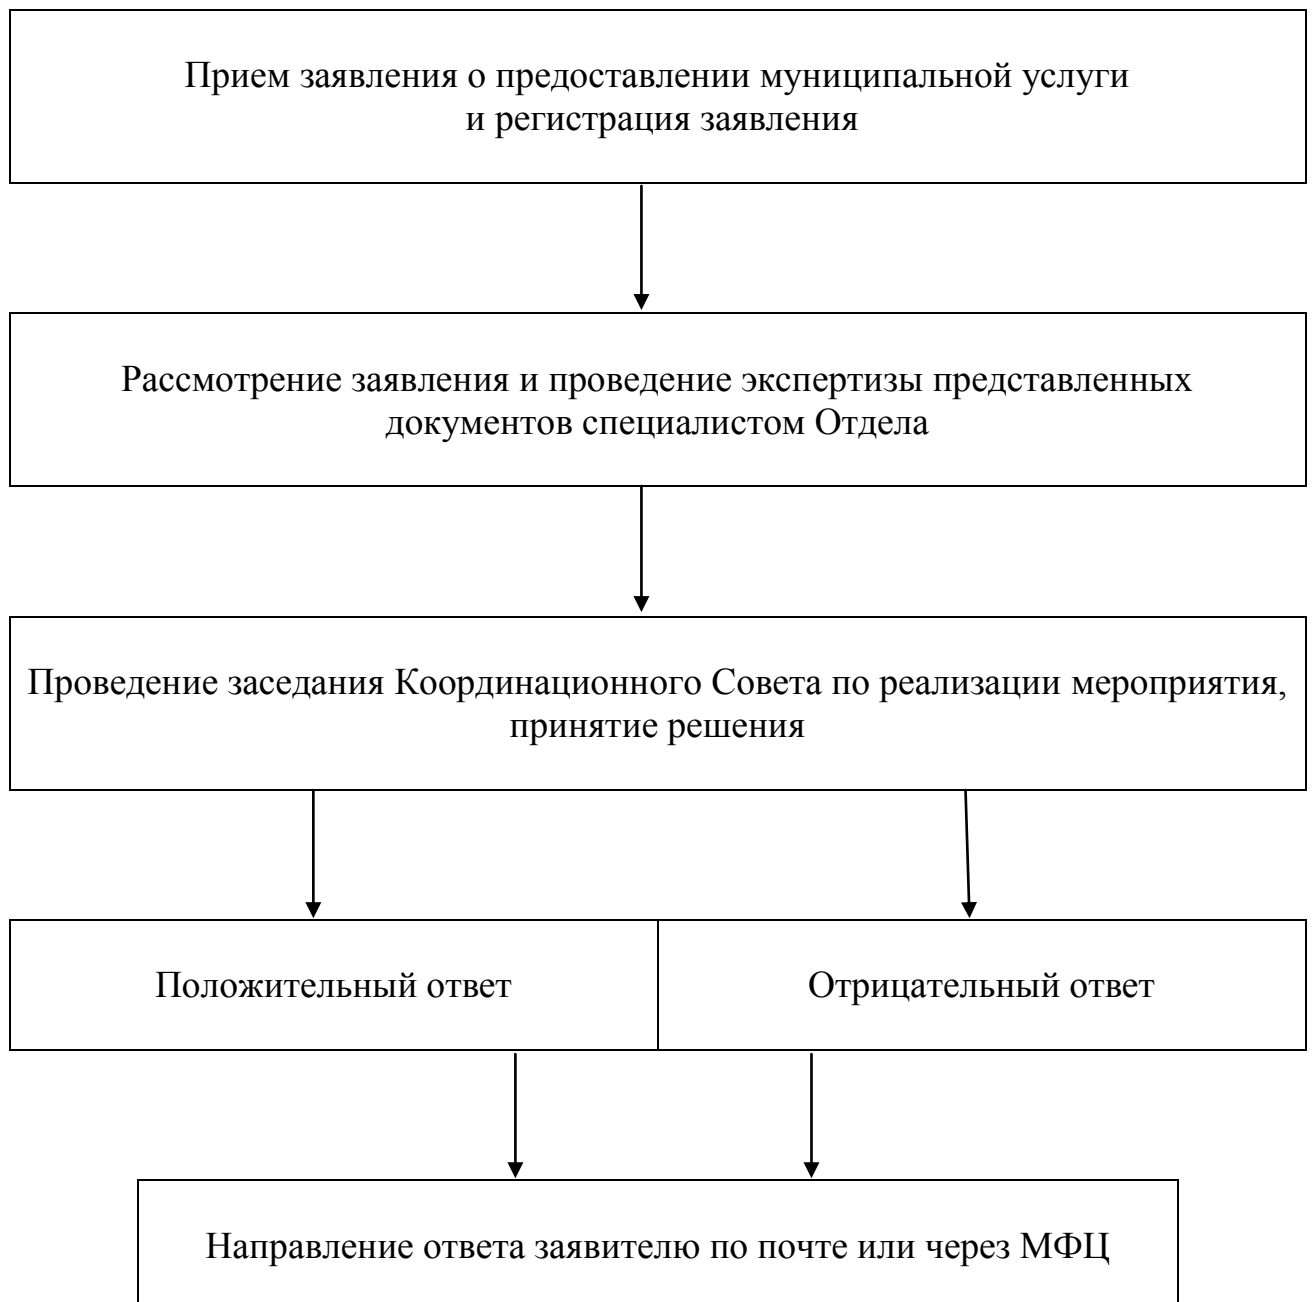 Прием заявления о предоставлении муниципальной услуги
и регистрация заявления
Рассмотрение заявления и проведение экспертизы представленных
документов специалистом Отдела
Проведение заседания Координационного Совета по реализации мероприятия,
принятие решения
Положительный ответ
Отрицательный ответ
Направление ответа заявителю по почте или через МФЦ